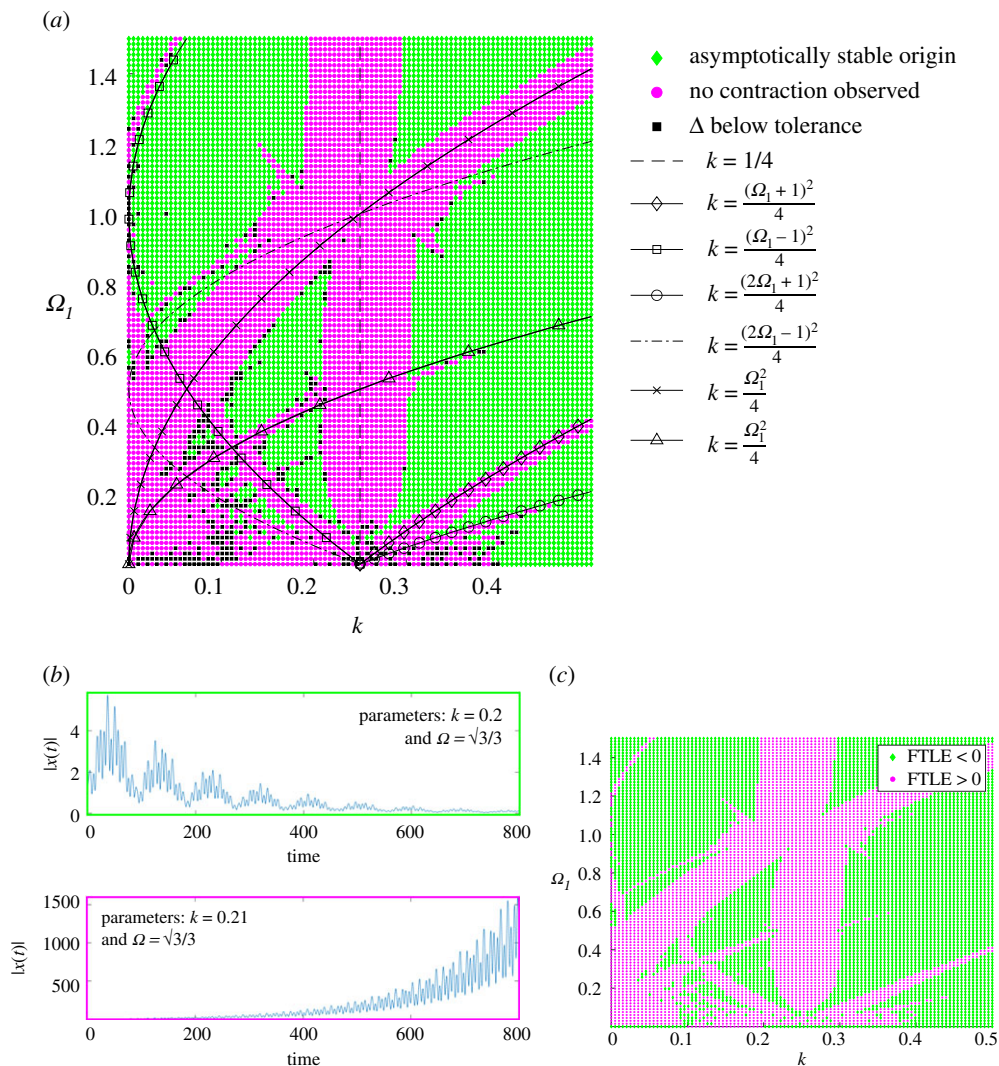 (a)
1.4
1.2
1.0
0.8
Ω1
0.6
0.4
0.2
0
0.1
0.2
0.3
0.4
k
asymptotically stable origin
no contraction observed
Δ below tolerance
k = 1/4
k = (Ω1 + 1)²/4
k = (Ω1 − 1)²/4
k = (2Ω1 + 1)²/4
k = (2Ω1 − 1)²/4
k = Ω1²/4
k = Ω1²/4
(b)
parameters: k = 0.2
and Ω = √3/3
|x(t)|
4
2
0
0 200 400 600 800
time
parameters: k = 0.21
and Ω = √3/3
|x(t)|
1500
1000
500
0 200 400 600 800
time
(c)
FTLE < 0
FTLE > 0
1.4
1.2
1.0
Ω1
0.8
0.6
0.4
0.2
0 0.1 0.2 0.3 0.4 0.5
k